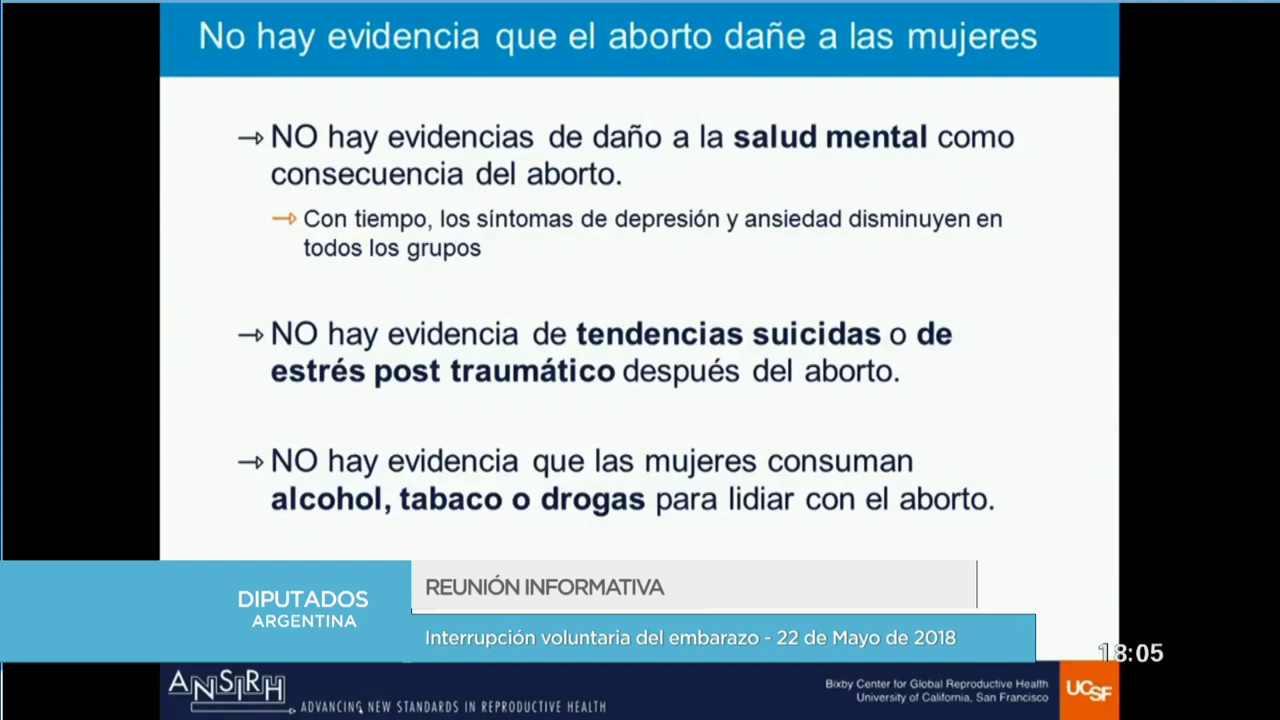 No hay evidencia que el aborto dañe a las mujeres
→ NO hay evidencias de daño a la salud mental como
consecuencia del aborto.
→ Con tiempo, los síntomas de depresión y ansiedad disminuyen en
todos los grupos
→ NO hay evidencia de tendencias suicidas o de
estrés post traumático después del aborto.
→ NO hay evidencia que las mujeres consuman
alcohol, tabaco o drogas para lidiar con el aborto.
DIPUTADOS
ARGENTINA
REUNIÓN INFORMATIVA
Interrupción voluntaria del embarazo - 22 de Mayo de 2018
18:05
ANSIRH
ADVANCING NEW STANDARDS IN REPRODUCTIVE HEALTH
Bixby Center for Global Reproductive Health
University of California, San Francisco
UCSF